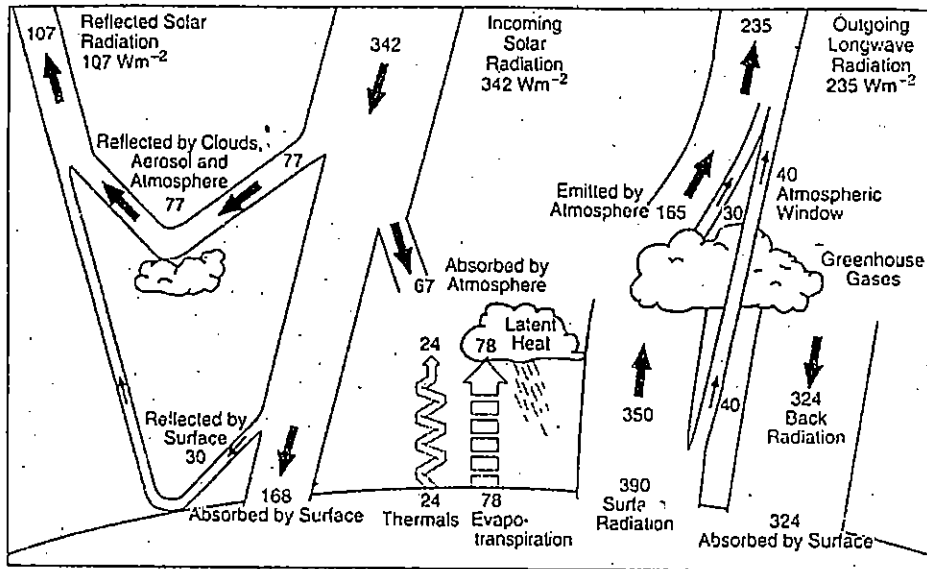 107
Reflected Solar
Radiation
107 Wm⁻²
342
Incoming
Solar
Radiation
342 Wm⁻²
235
Outgoing
Longwave
Radiation
235 Wm⁻²
Reflected by Clouds,
Aerosol and
Atmosphere
77
77
Emitted by
Atmosphere 165
30
40
Atmospheric
Window
Greenhouse
Gases
67
Absorbed by
Atmosphere
24
78
Latent
Heat
350
40
324
Back
Radiation
Reflected by
Surface
30
168
Absorbed by Surface
24
Thermals
78
Evapo-
transpiration
390
Radiation
324
Absorbed by Surface